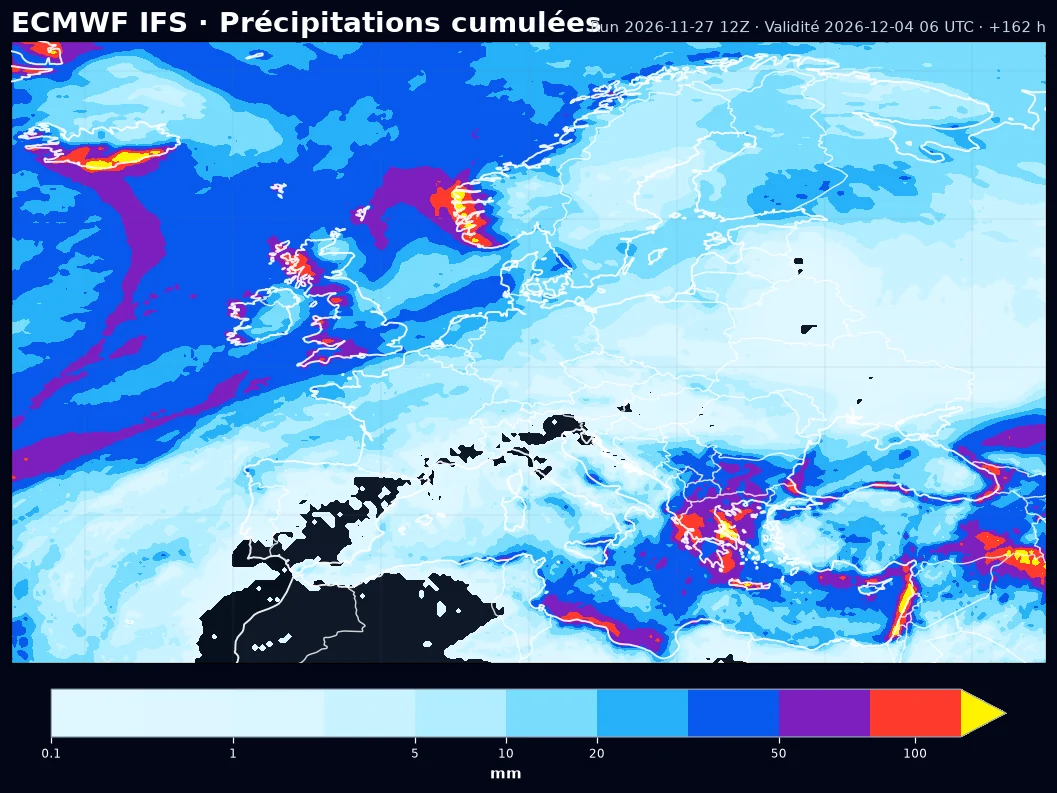 ECMWF IFS · Précipitations cumulées
Run 2026-11-27 12Z · Validité 2026-12-04 06 UTC · +162 h
0.1 1 5 10 20 50 100
mm